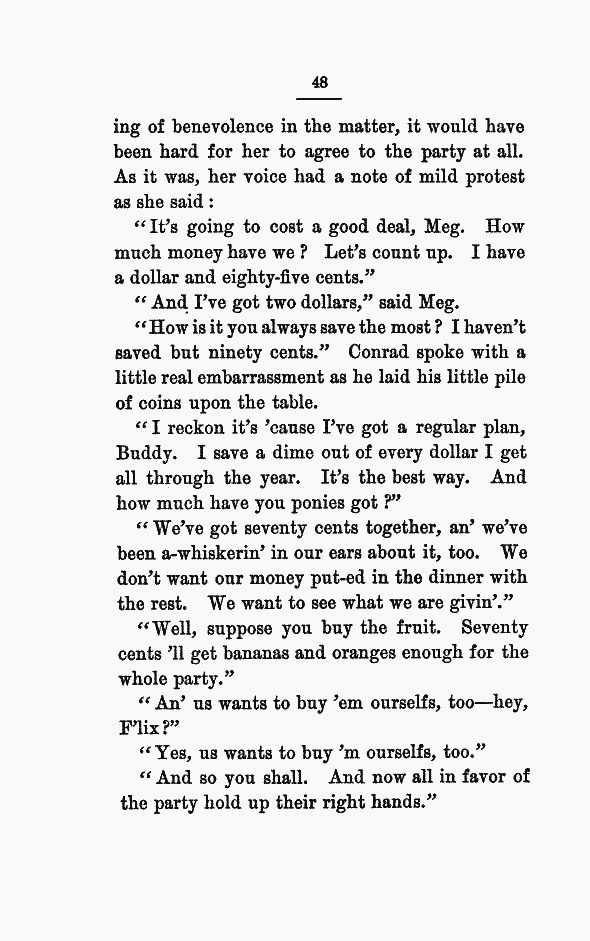 48
ing of benevolence in the matter, it would have
been hard for her to agree to the party at all.
As it was, her voice had a note of mild protest
as she said :
“It’s going to cost a good deal, Meg. How
much money have we ? Let’s count up. I have
a dollar and eighty-five cents.”
“ And I’ve got two dollars,” said Meg.
“How is it you always save the most ? I haven’t
saved but ninety cents.” Conrad spoke with a
little real embarrassment as he laid his little pile
of coins upon the table.
“ I reckon it’s ’cause I’ve got a regular plan,
Buddy. I save a dime out of every dollar I get
all through the year. It’s the best way. And
how much have you ponies got ?”
“ We’ve got seventy cents together, an’ we’ve
been a-whiskerin’ in our ears about it, too. We
don’t want our money put-ed in the dinner with
the rest. We want to see what we are givin’.”
“Well, suppose you buy the fruit. Seventy
cents ’ll get bananas and oranges enough for the
whole party.”
“ An’ us wants to buy ’em ourselfs, too—hey,
F’lix ?”
“ Yes, us wants to buy ’m ourselfs, too.”
“ And so you shall. And now all in favor of
the party hold up their right hands.”